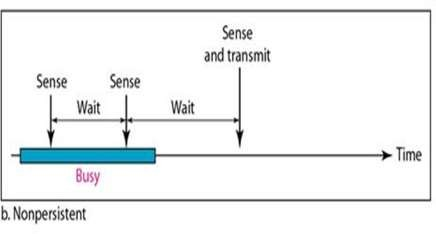 Sense
and transmit
Sense Sense
Wait Wait
Time
Busy
b. Nonpersistent